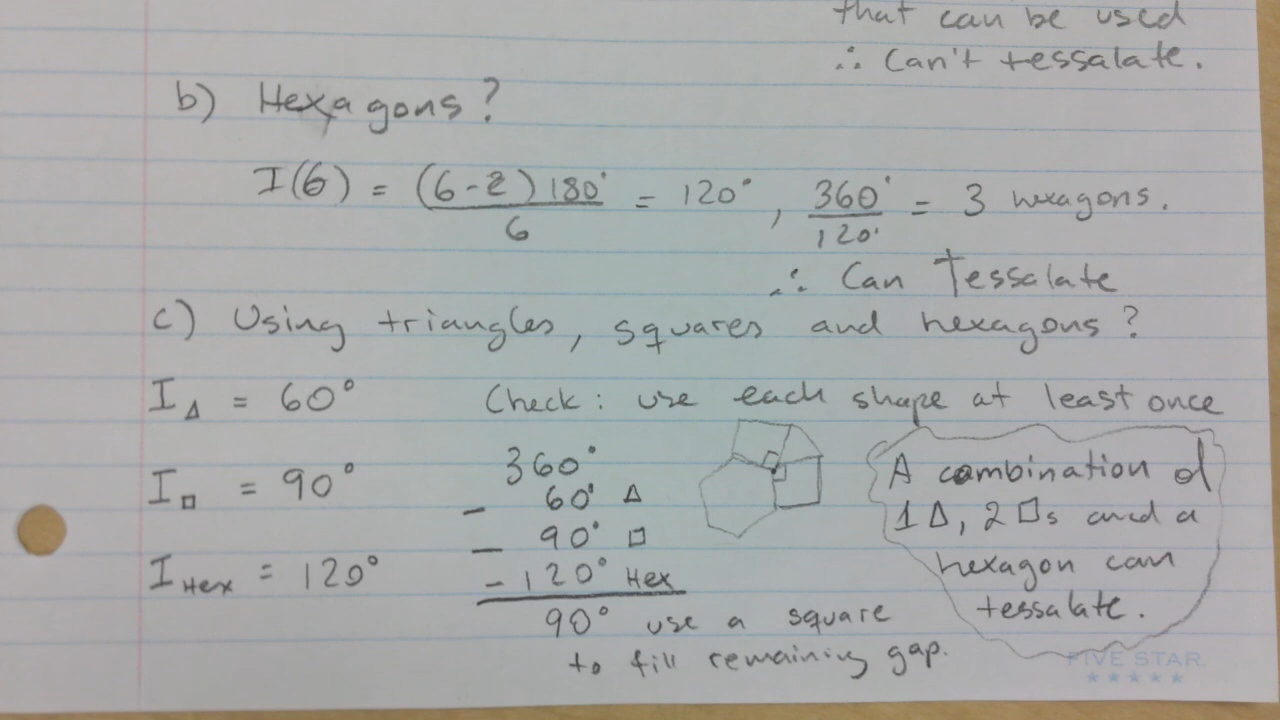 that can be used
∴ Can't tessalate.
b) Hexagons?
I(6) = (6-2)180° / 6 = 120° , 360° / 120° = 3 hexagons.
∴ Can Tessalate
c) Using triangles, squares and hexagons?
I△ = 60°
Check: use each shape at least once
I□ = 90°
I Hex = 120°
360°
- 60° △
- 90° □
- 120° Hex
90° use a square
to fill remaining gap.
A combination of
1△, 2□s and a
hexagon can
tessalate.
FIVE STAR
★★★★★